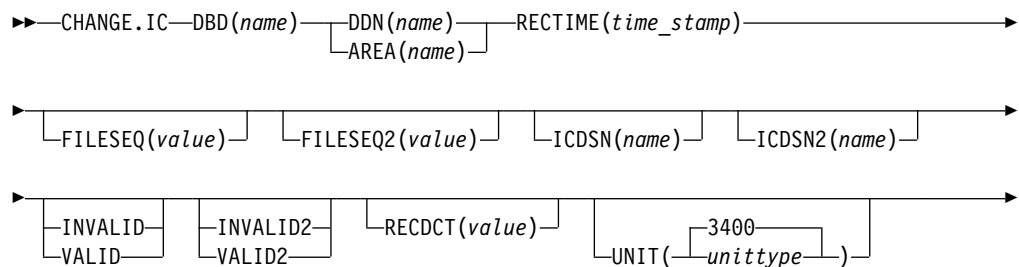 CHANGE.IC DBD(name) DDN(name) RECTIME(time_stamp)
AREA(name)
FILESEQ(value) FILESEQ2(value) ICDSN(name) ICDSN2(name)
INVALID INVALID2 RECDCT(value) 3400
VALID VALID2 UNIT( unittype )